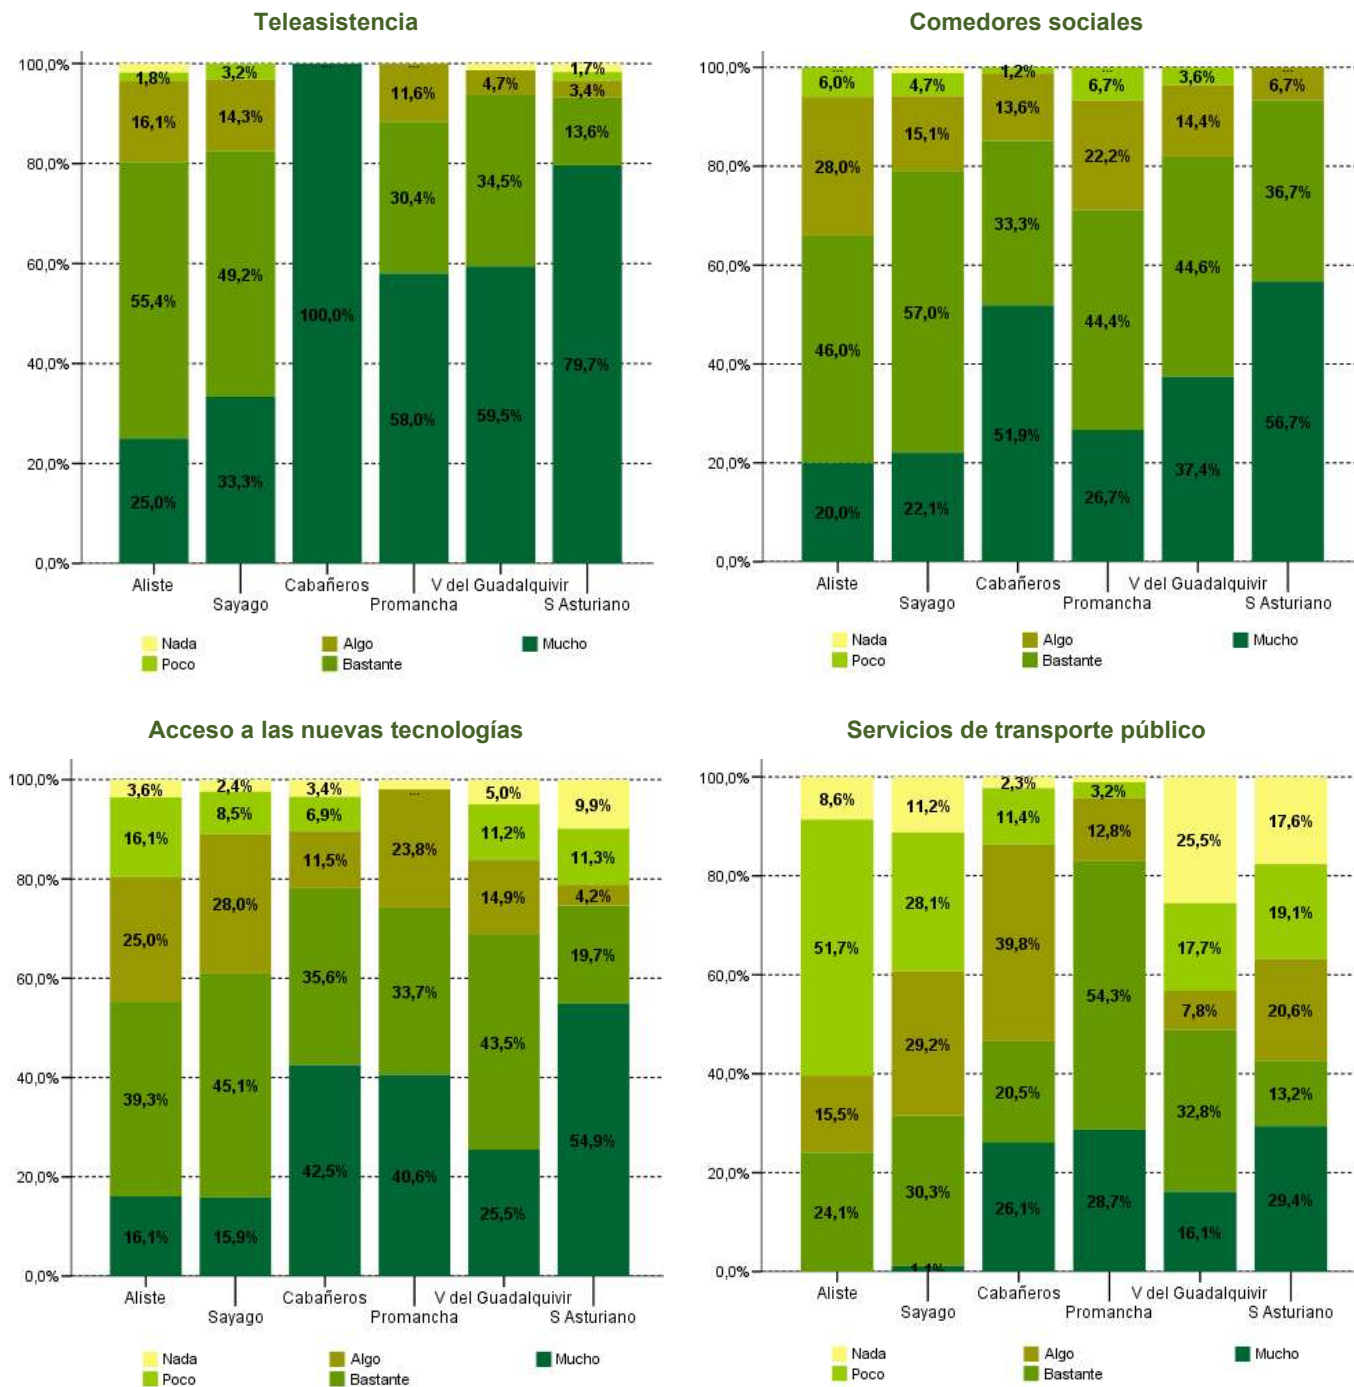 Teleasistencia
100,0%
80,0%
60,0%
40,0%
20,0%
0,0%
1,8%
16,1%
55,4%
25,0%
3,2%
14,3%
49,2%
33,3%
...
100,0%
...
11,6%
30,4%
58,0%
4,7%
34,5%
59,5%
1,7%
3,4%
13,6%
79,7%
Aliste
Sayago
Cabañeros
Promancha
V del Guadalquivir
S Asturiano
Nada
Algo
Mucho
Poco
Bastante
Comedores sociales
100,0%
80,0%
60,0%
40,0%
20,0%
0,0%
...
6,0%
28,0%
46,0%
20,0%
4,7%
15,1%
57,0%
22,1%
1,2%
13,6%
33,3%
51,9%
...
6,7%
22,2%
44,4%
26,7%
3,6%
14,4%
44,6%
37,4%
...
6,7%
36,7%
56,7%
Aliste
Sayago
Cabañeros
Promancha
V del Guadalquivir
S Asturiano
Nada
Algo
Mucho
Poco
Bastante
Acceso a las nuevas tecnologías
100,0%
80,0%
60,0%
40,0%
20,0%
0,0%
3,6%
16,1%
25,0%
39,3%
16,1%
2,4%
8,5%
28,0%
45,1%
15,9%
3,4%
6,9%
11,5%
35,6%
42,5%
...
23,8%
33,7%
40,6%
5,0%
11,2%
14,9%
43,5%
25,5%
9,9%
11,3%
4,2%
19,7%
54,9%
Aliste
Sayago
Cabañeros
Promancha
V del Guadalquivir
S Asturiano
Nada
Algo
Mucho
Poco
Bastante
Servicios de transporte público
100,0%
80,0%
60,0%
40,0%
20,0%
0,0%
8,6%
51,7%
15,5%
24,1%
11,2%
28,1%
29,2%
30,3%
1,1%
2,3%
11,4%
39,8%
20,5%
26,1%
3,2%
12,8%
54,3%
28,7%
25,5%
17,7%
7,8%
32,8%
16,1%
17,6%
19,1%
20,6%
13,2%
29,4%
Aliste
Sayago
Cabañeros
Promancha
V del Guadalquivir
S Asturiano
Nada
Algo
Mucho
Poco
Bastante